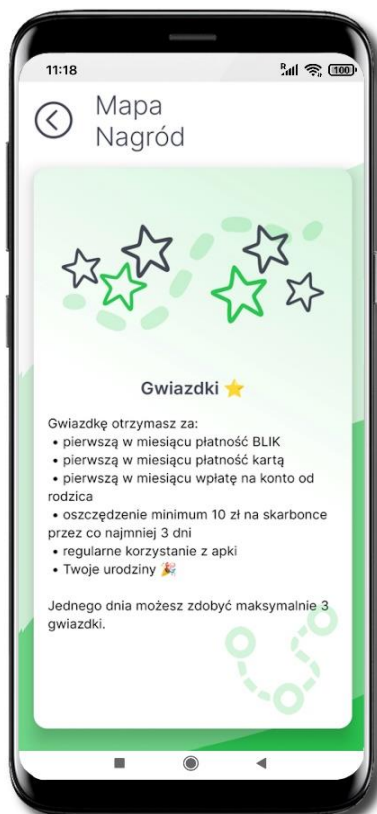 11:18
R
100
Mapa
Nagród
Gwiazdki ⭐
Gwiazdkę otrzymasz za:
• pierwszą w miesiącu płatność BLIK
• pierwszą w miesiącu płatność kartą
• pierwszą w miesiącu wpłatę na konto od
rodzica
• oszczędzenie minimum 10 zł na skarbonce
przez co najmniej 3 dni
• regularne korzystanie z apki
• Twoje urodziny 🎉
Jednego dnia możesz zdobyć maksymalnie 3
gwiazdki.